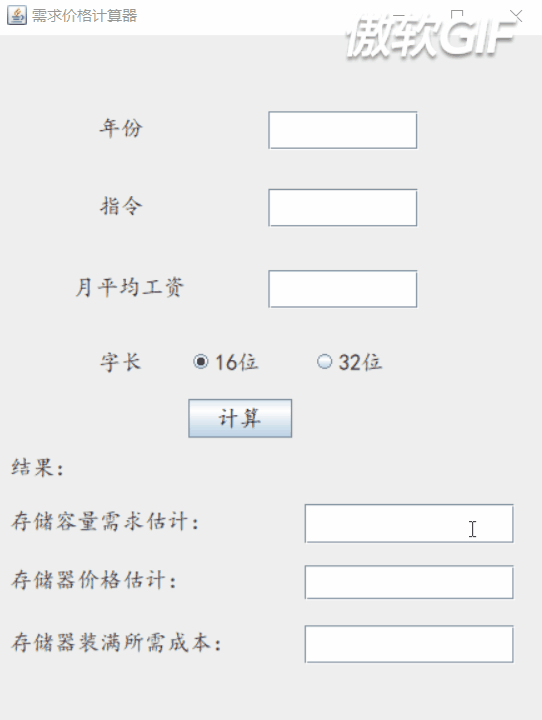 需求价格计算器
傲软GIF
年份
指令
月平均工资
字长 16位 32位
计算
结果：
存储容量需求估计：
存储器价格估计：
存储器装满所需成本：